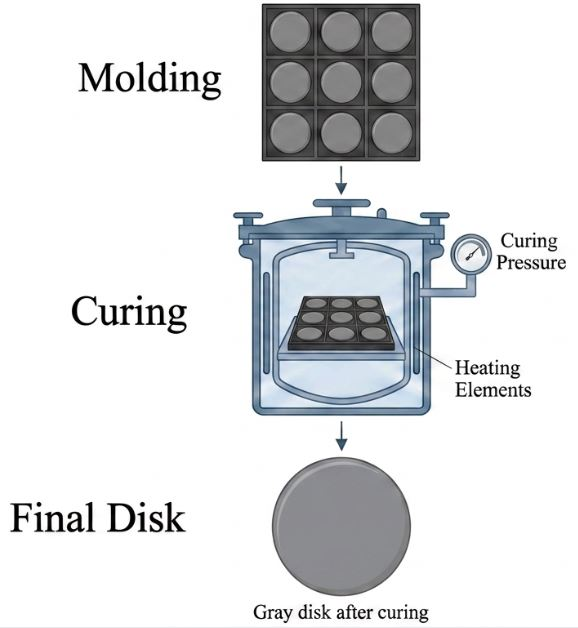 Molding
Curing
Curing
Pressure
Heating
Elements
Final Disk
Gray disk after curing